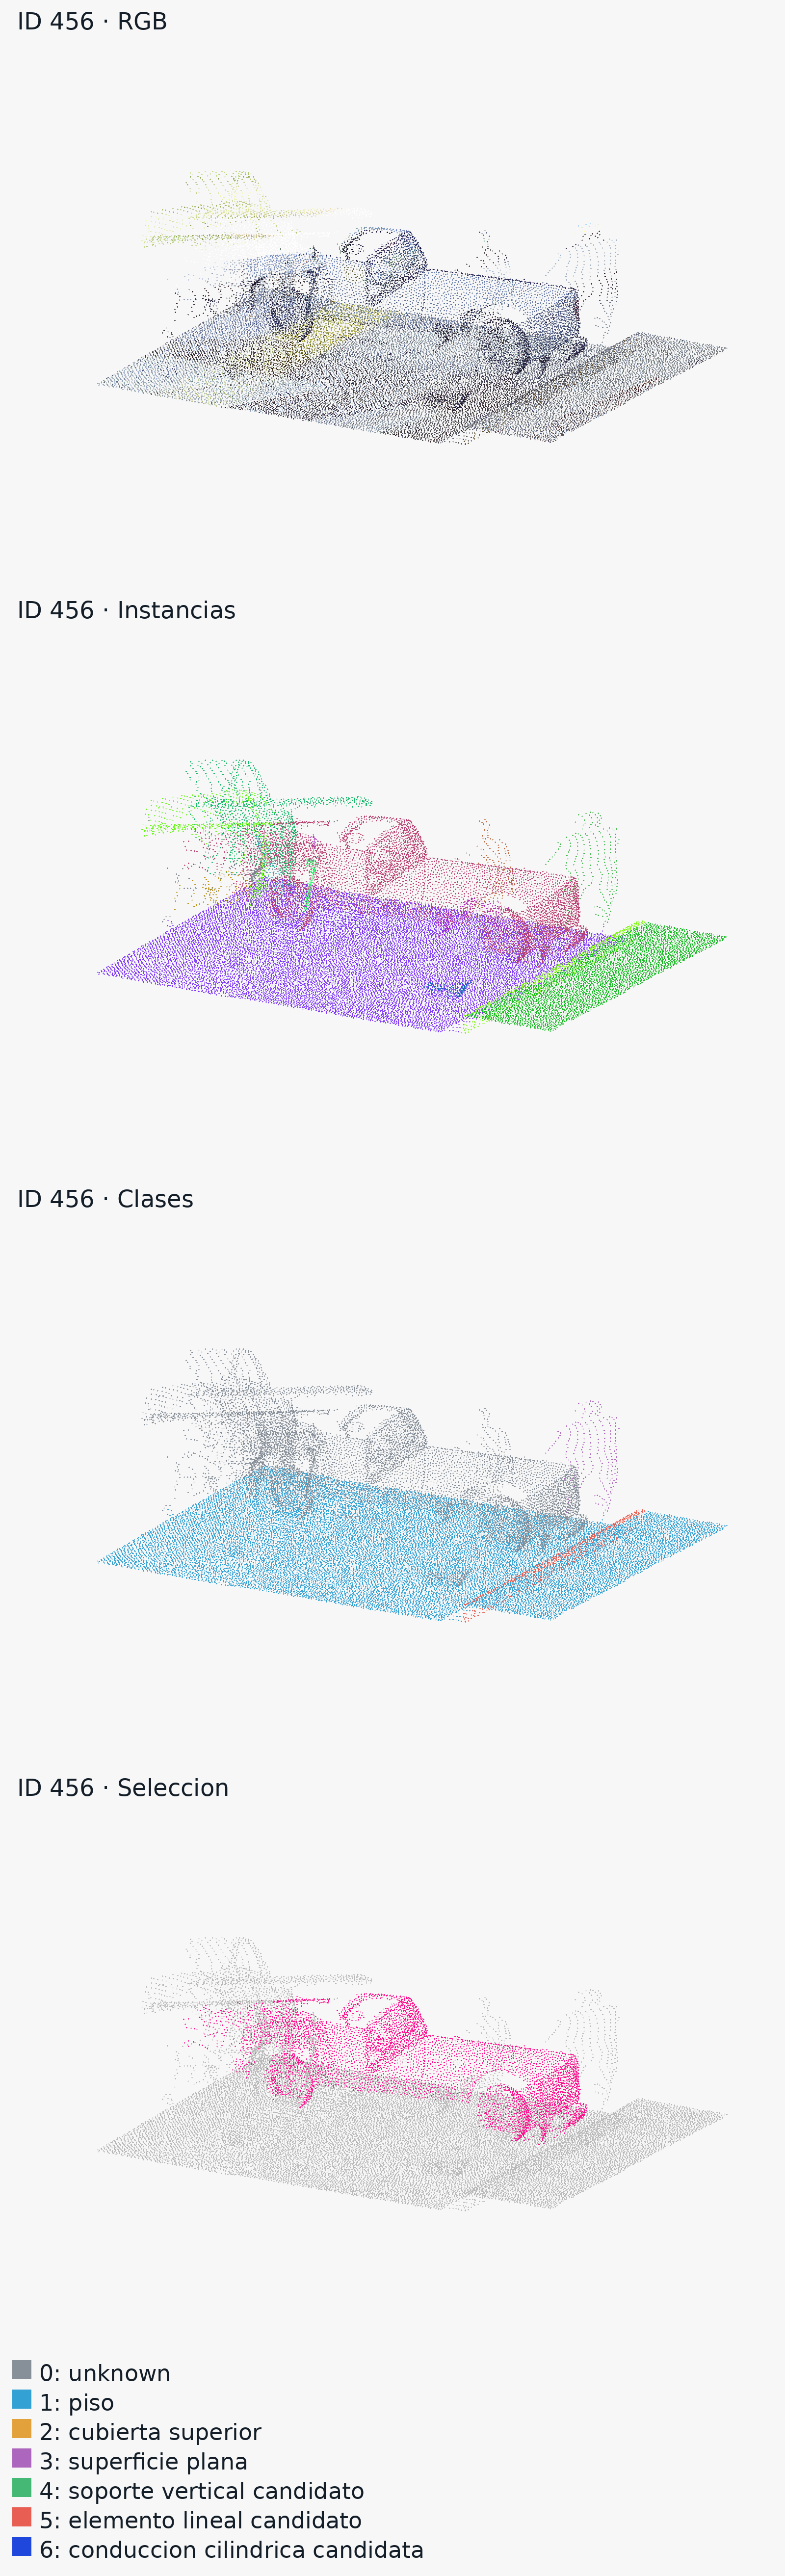 ID 456 · RGB
ID 456 · Instancias
ID 456 · Clases
ID 456 · Seleccion
0: unknown
1: piso
2: cubierta superior
3: superficie plana
4: soporte vertical candidato
5: elemento lineal candidato
6: conduccion cilindrica candidata